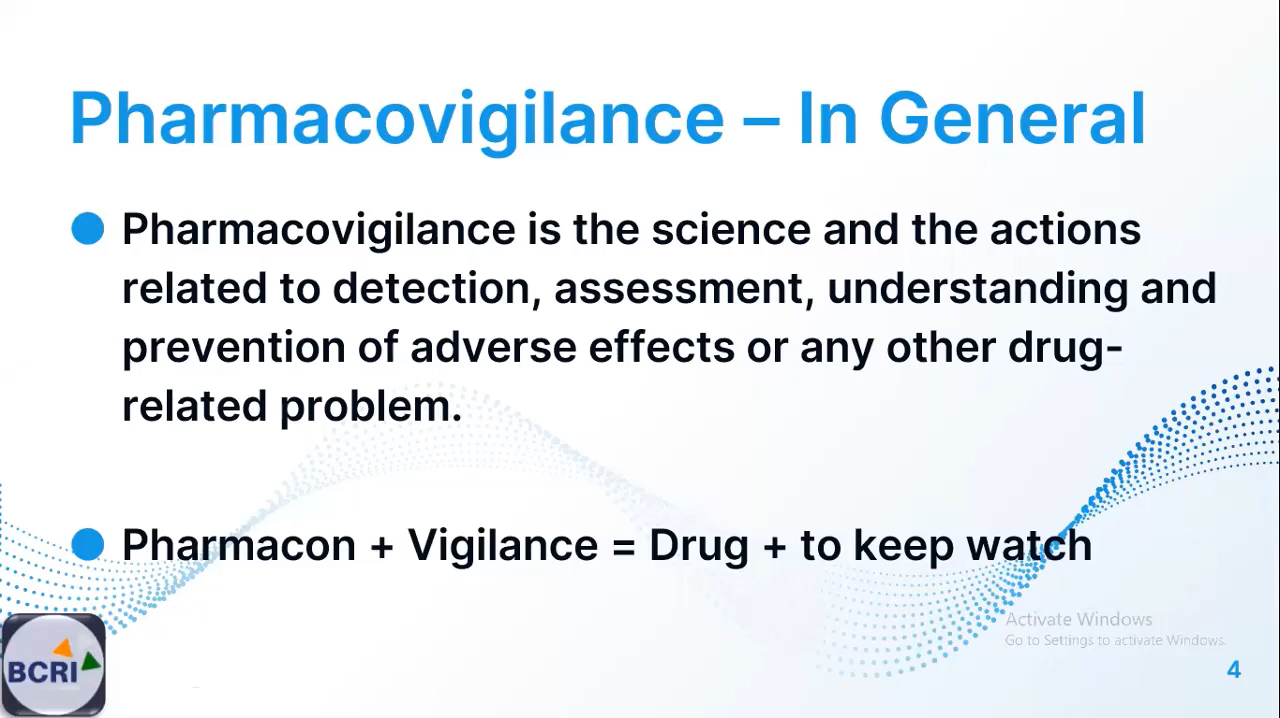 Pharmacovigilance – In General
Pharmacovigilance is the science and the actions
related to detection, assessment, understanding and
prevention of adverse effects or any other drug-
related problem.
Pharmacon + Vigilance = Drug + to keep watch
Activate Windows
Go to Settings to activate Windows.
4
BCRI